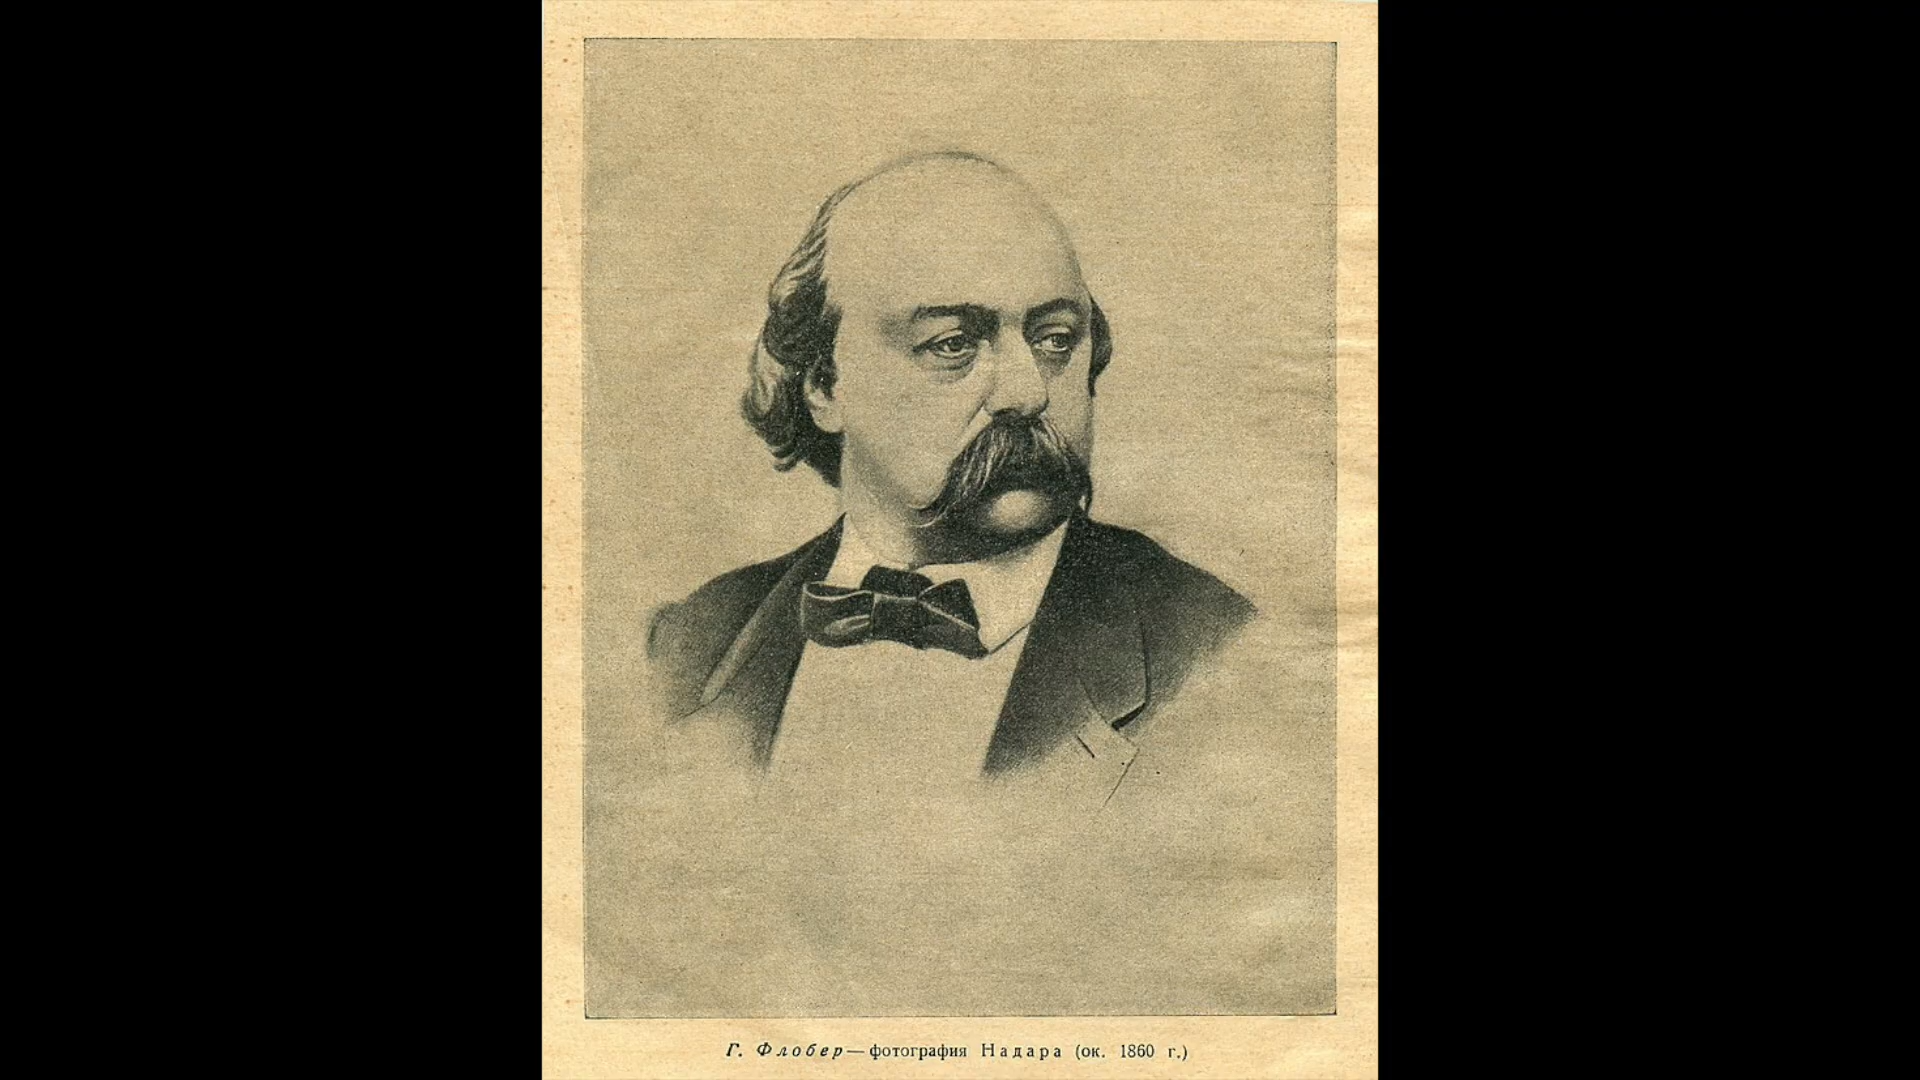 Г. Флобер — фотография Надара (ок. 1860 г.)